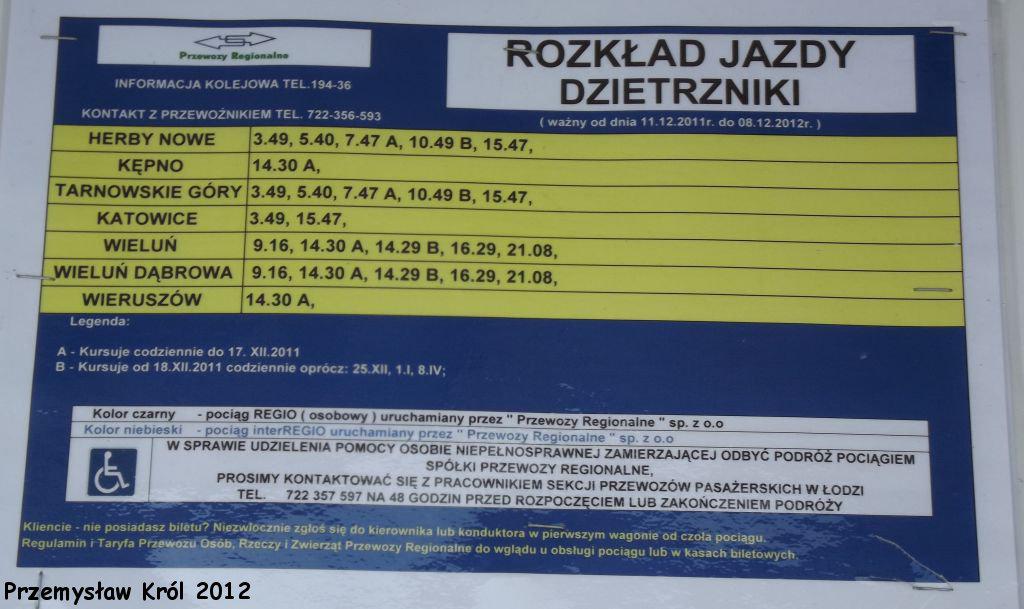 Przewozy Regionalne
ROZKŁAD JAZDY
DZIETRZNIKI
INFORMACJA KOLEJOWA TEL.194-36
KONTAKT Z PRZEWOŹNIKIEM TEL. 722-356-593
( ważny od dnia 11.12.2011r. do 08.12.2012r. )
HERBY NOWE 3.49, 5.40, 7.47 A, 10.49 B, 15.47,
KĘPNO 14.30 A,
TARNOWSKIE GÓRY 3.49, 5.40, 7.47 A, 10.49 B, 15.47,
KATOWICE 3.49, 15.47,
WIELUŃ 9.16, 14.30 A, 14.29 B, 16.29, 21.08,
WIELUŃ DĄBROWA 9.16, 14.30 A, 14.29 B, 16.29, 21.08,
WIERUSZÓW 14.30 A,
Legenda:
A - Kursuje codziennie do 17. XII.2011
B - Kursuje od 18.XII.2011 codziennie oprócz: 25.XII, 1.I, 8.IV;
Kolor czarny - pociąg REGIO ( osobowy ) uruchamiany przez " Przewozy Regionalne " sp. z o.o
Kolor niebieski - pociąg interREGIO uruchamiany przez " Przewozy Regionalne " sp. z o.o
W SPRAWIE UDZIELENIA POMOCY OSOBIE NIEPEŁNOSPRAWNEJ ZAMIERZAJĄCEJ ODBYĆ PODRÓŻ POCIĄGIEM
SPÓŁKI PRZEWOZY REGIONALNE,
PROSIMY KONTAKTOWAĆ SIĘ Z PRACOWNIKIEM SEKCJI PRZEWOZÓW PASAŻERSKICH W ŁODZI
TEL. 722 357 597 NA 48 GODZIN PRZED ROZPOCZĘCIEM LUB ZAKOŃCZENIEM PODRÓŻY
Kliencie - nie posiadasz biletu? Niezwłocznie zgłoś się do kierownika lub konduktora w pierwszym wagonie od czoła pociągu.
Regulamin i Taryfa Przewozu Osób, Rzeczy i Zwierząt Przewozy Regionalne do wglądu u obsługi pociągu lub w kasach biletowych.
Przemysław Król 2012